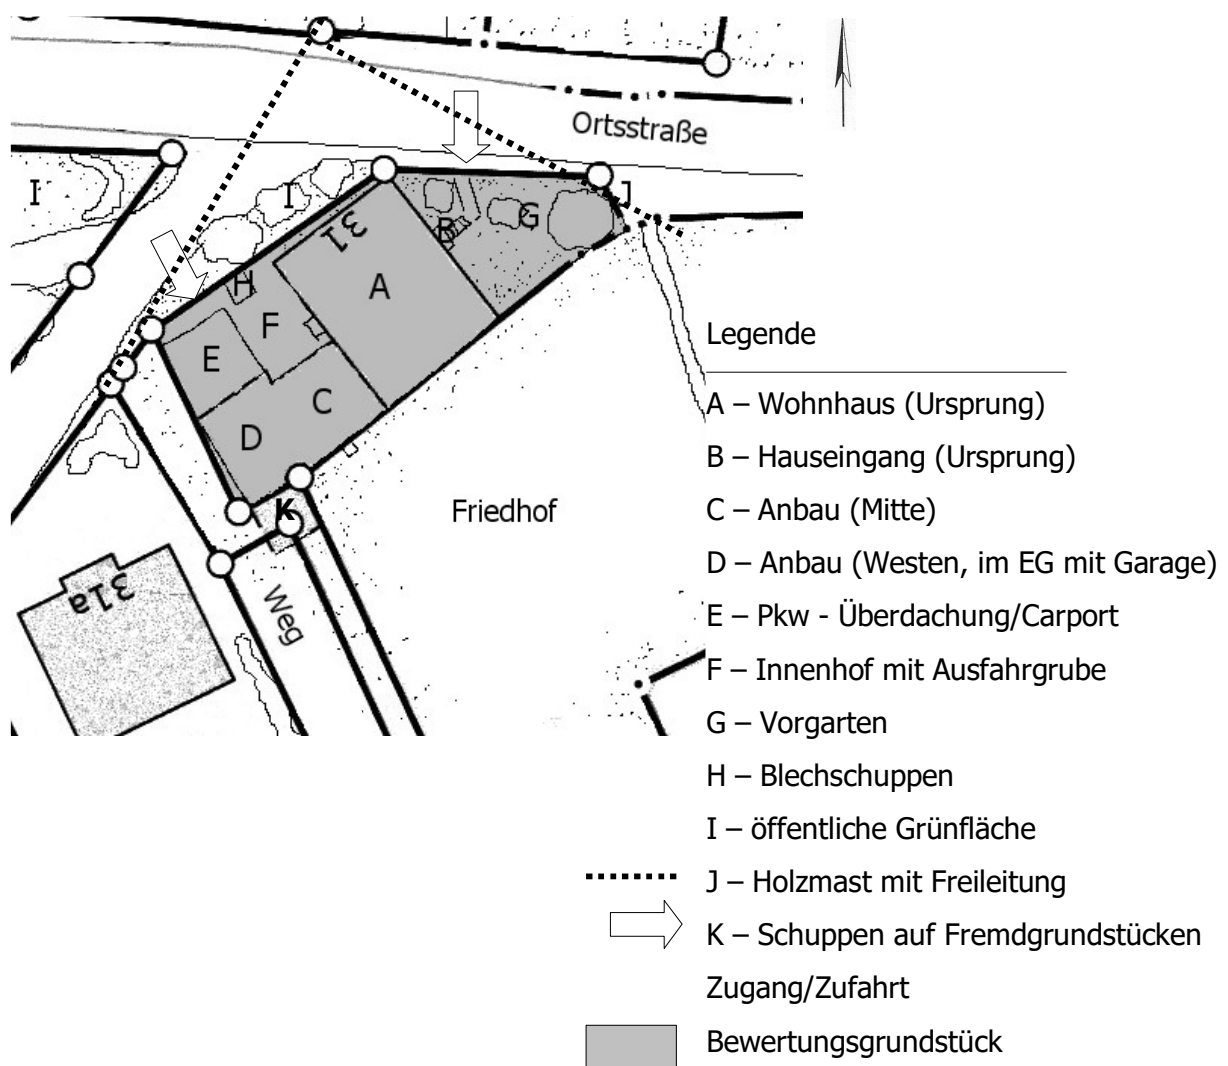 Ortsstraße
I
I
J
31
G
B
H
A
F
E
C
D
K
Friedhof
Weg
31a
Legende
A – Wohnhaus (Ursprung)
B – Hauseingang (Ursprung)
C – Anbau (Mitte)
D – Anbau (Westen, im EG mit Garage)
E – Pkw - Überdachung/Carport
F – Innenhof mit Ausfahrgrube
G – Vorgarten
H – Blechschuppen
I – öffentliche Grünfläche
J – Holzmast mit Freileitung
K – Schuppen auf Fremdgrundstücken
Zugang/Zufahrt
Bewertungsgrundstück